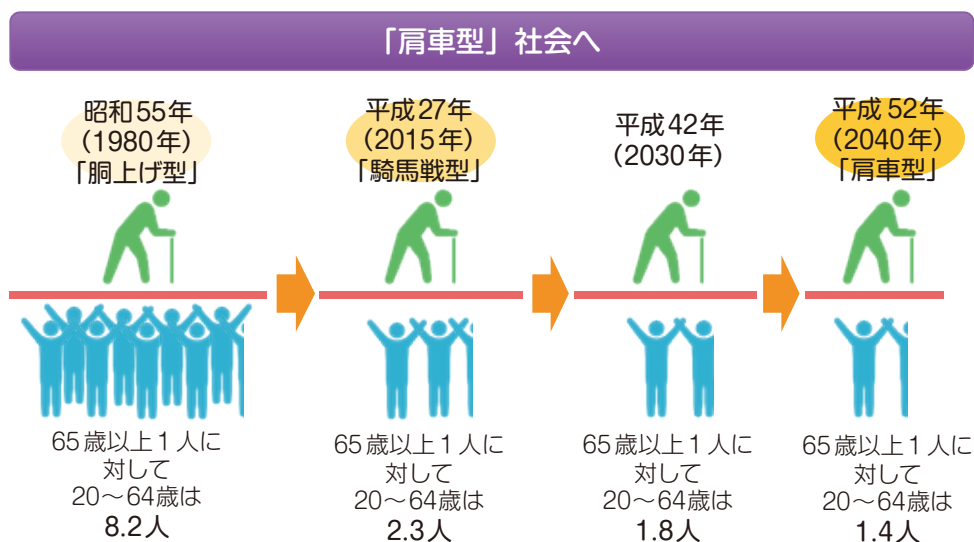 「肩車型」社会へ
昭和55年
(1980年)
「胴上げ型」
65歳以上1人に
対して
20〜64歳は
8.2人
平成27年
(2015年)
「騎馬戦型」
65歳以上1人に
対して
20〜64歳は
2.3人
平成42年
(2030年)
65歳以上1人に
対して
20〜64歳は
1.8人
平成52年
(2040年)
「肩車型」
65歳以上1人に
対して
20〜64歳は
1.4人